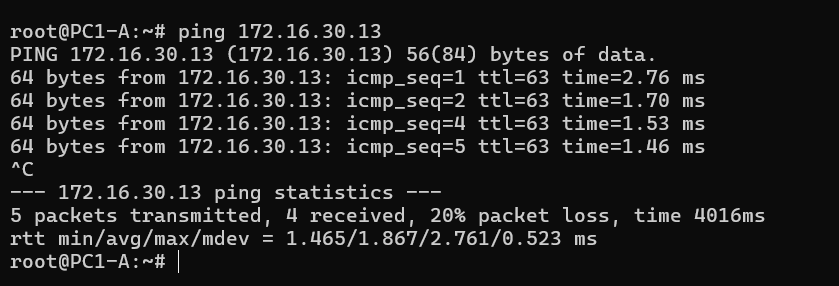 root@PC1-A:~# ping 172.16.30.13
PING 172.16.30.13 (172.16.30.13) 56(84) bytes of data.
64 bytes from 172.16.30.13: icmp_seq=1 ttl=63 time=2.76 ms
64 bytes from 172.16.30.13: icmp_seq=2 ttl=63 time=1.70 ms
64 bytes from 172.16.30.13: icmp_seq=4 ttl=63 time=1.53 ms
64 bytes from 172.16.30.13: icmp_seq=5 ttl=63 time=1.46 ms
^C
--- 172.16.30.13 ping statistics ---
5 packets transmitted, 4 received, 20% packet loss, time 4016ms
rtt min/avg/max/mdev = 1.465/1.867/2.761/0.523 ms
root@PC1-A:~#